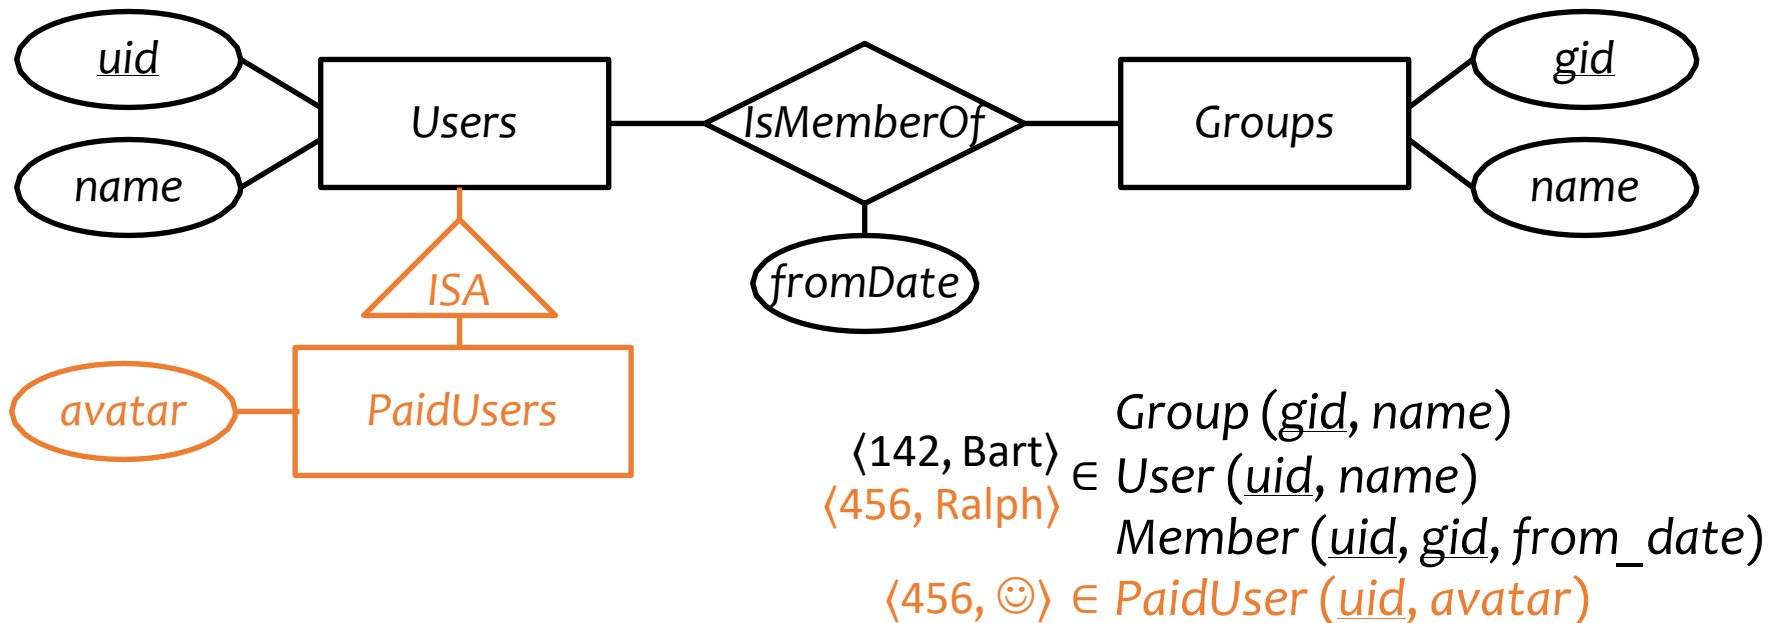 uid
name
Users
IsMemberOf
fromDate
Groups
gid
name
ISA
avatar
PaidUsers
Group (gid, name)
⟨142, Bart⟩
⟨456, Ralph⟩
∈ User (uid, name)
Member (uid, gid, from_date)
⟨456, ☺⟩ ∈ PaidUser (uid, avatar)